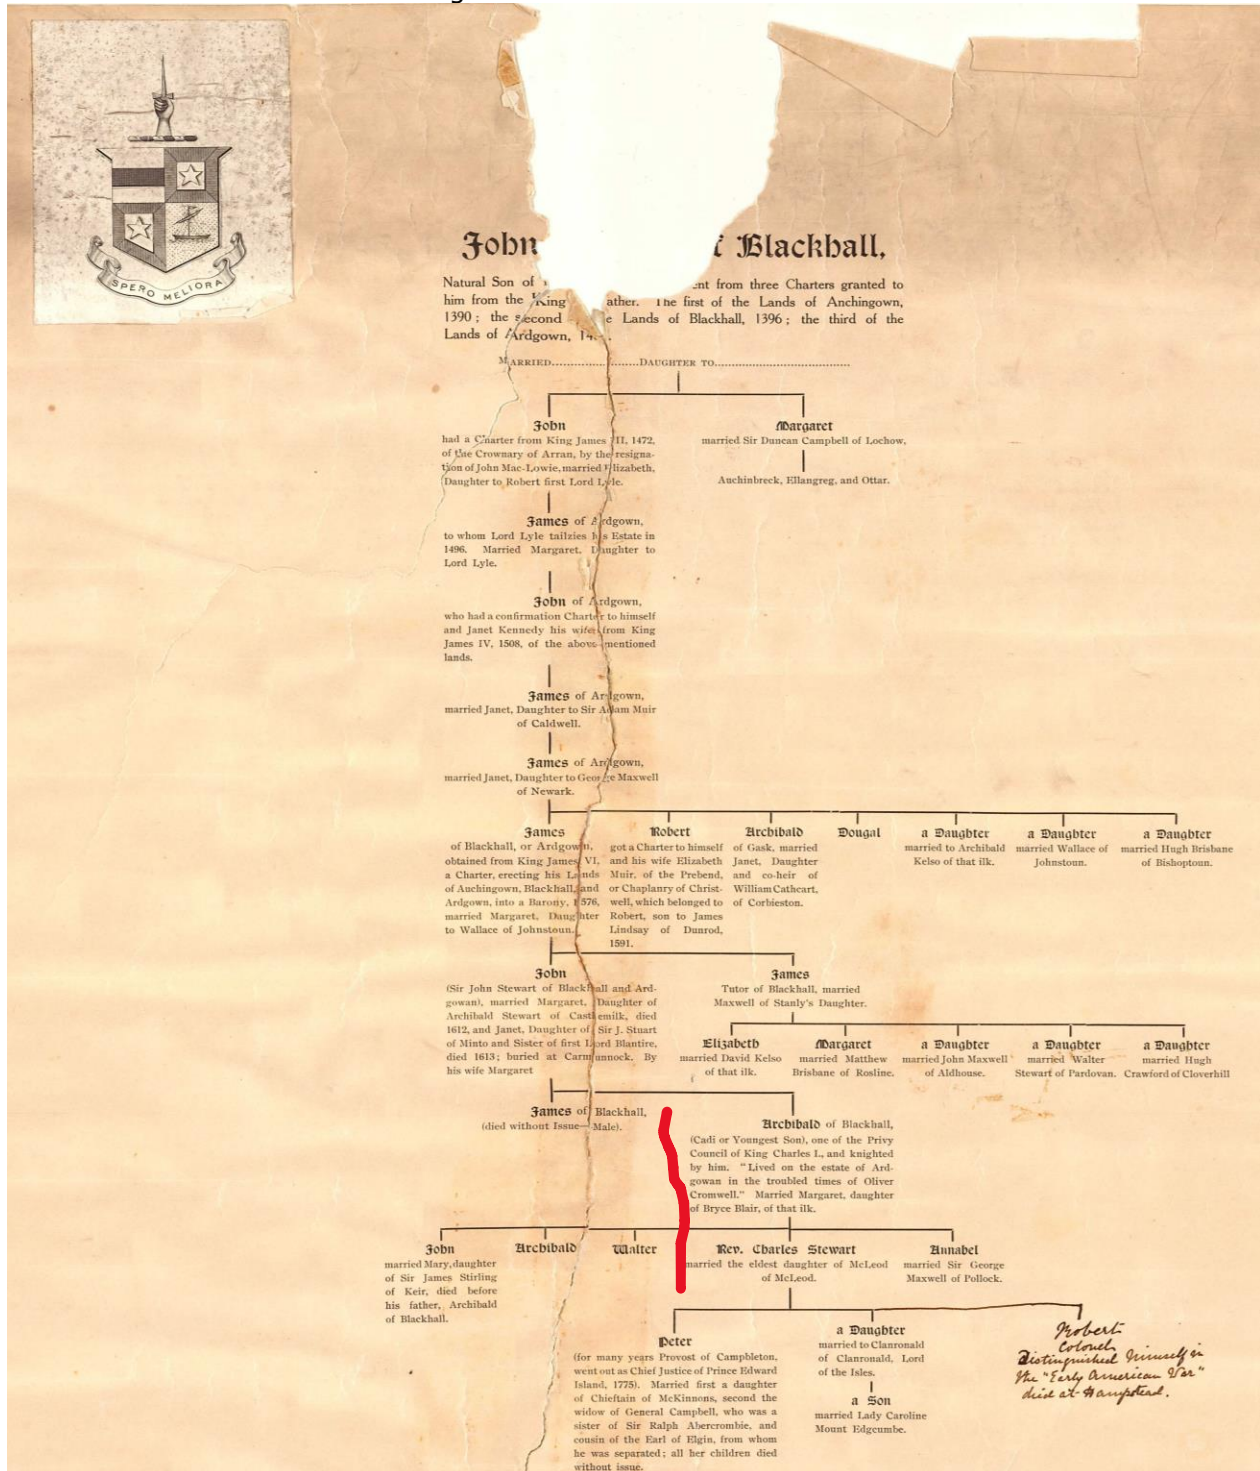 SPERO MELIORA
John of Blackhall,
Natural Son of ent from three Charters granted to
him from the King ather. The first of the Lands of Anchingown,
1390; the second e Lands of Blackhall, 1396; the third of the
Lands of Ardgown,
MARRIED....................DAUGHTER TO....................
John
had a Charter from King James III, 1472,
of the Crownary of Arran, by the resigna-
tion of John Mac-Lowie, married Elizabeth,
Daughter to Robert first Lord Lyle.
Margaret
married Sir Duncan Campbell of Lochow,
Auchinbreck, Ellangreg, and Ottar.
James of Ardgown,
to whom Lord Lyle tailzies his Estate in
1496. Married Margaret, Daughter to
Lord Lyle.
John of Ardgown,
who had a confirmation Charter to himself
and Janet Kennedy his wife from King
James IV, 1508, of the above-mentioned
lands.
James of Ardgown,
married Janet, Daughter to Sir Adam Muir
of Caldwell.
James of Ardgown,
married Janet, Daughter to George Maxwell
of Newark.
James
of Blackhall, or Ardgown,
obtained from King James VI,
a Charter, erecting his Lands
of Auchingown, Blackhall, and
Ardgown, into a Barony, 1576,
married Margaret, Daughter
to Wallace of Johnstoun.
Robert
got a Charter to himself
and his wife Elizabeth
Muir, of the Prebend,
or Chaplanry of Christ-
well, which belonged to
Robert, son to James
Lindsay of Dunrod,
1591.
Archibald
of Gask, married
Janet, Daughter
and co-heir of
William Cathcart,
of Corbieston.
Dougal
a Daughter
married to Archibald
Kelso of that ilk.
a Daughter
married Wallace of
Johnstoun.
a Daughter
married Hugh Brisbane
of Bishoptoun.
John
(Sir John Stewart of Blackhall and Ard-
gowan), married Margaret, Daughter of
Archibald Stewart of Castlemilk, died
1612, and Janet, Daughter of Sir J. Stuart
of Minto and Sister of first Lord Blantire,
died 1613; buried at Carmunnock. By
his wife Margaret
James
Tutor of Blackhall, married
Maxwell of Stanly's Daughter.
Elizabeth
married David Kelso
of that ilk.
Margaret
married Matthew
Brisbane of Rosline.
a Daughter
married John Maxwell
of Aldhouse.
a Daughter
married Walter
Stewart of Pardovan.
a Daughter
married Hugh
Crawford of Cloverhill
James of Blackhall,
(died without Issue—Male).
Archibald of Blackhall,
(Cadi or Youngest Son), one of the Privy
Council of King Charles I., and knighted
by him. "Lived on the estate of Ard-
gowan in the troubled times of Oliver
Cromwell." Married Margaret, daughter
of Bryce Blair, of that ilk.
John
married Mary, daughter
of Sir James Stirling
of Keir, died before
his father, Archibald
of Blackhall.
Archibald
Walter
Rev. Charles Stewart
married the eldest daughter of McLeod
of McLeod.
Annabel
married Sir George
Maxwell of Pollock.
Peter
(for many years Provost of Campbleton,
went out as Chief Justice of Prince Edward
Island, 1775). Married first a daughter
of Chieftain of McKinnons, second the
widow of General Campbell, who was a
sister of Sir Ralph Abercrombie, and
cousin of the Earl of Elgin, from whom
he was separated; all her children died
without issue.
a Daughter
married to Clanronald
of Clanronald, Lord
of the Isles.
a Son
married Lady Caroline
Mount Edgcumbe.
Robert
Colonel
Distinguished himself in
the "Early American War"
died at Hampstead.